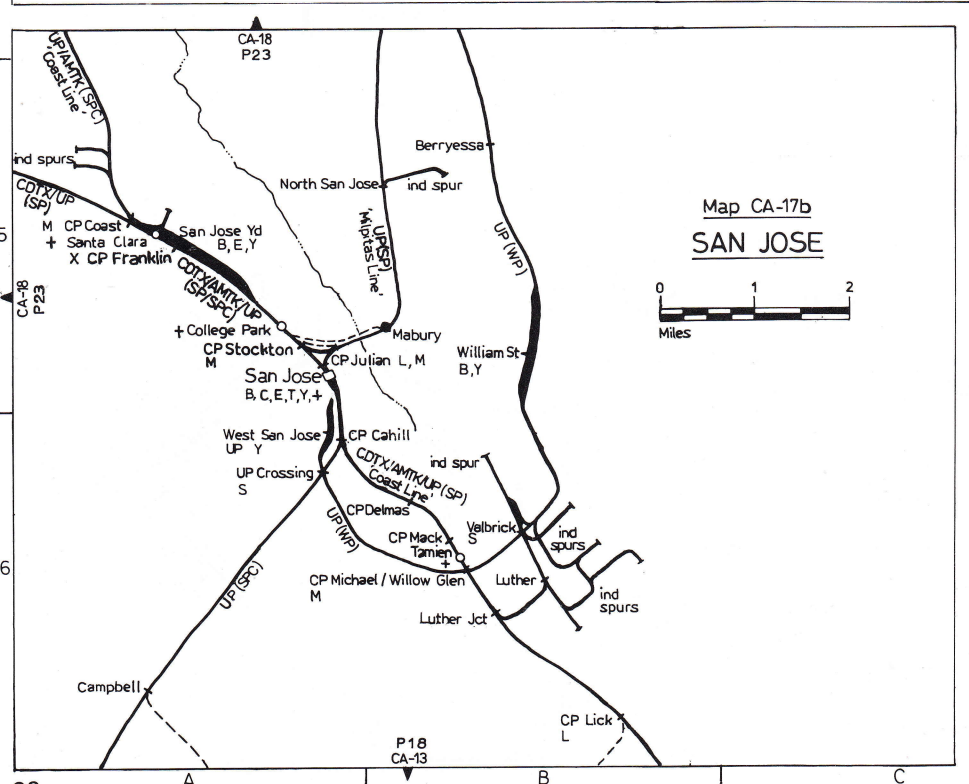 CA-18
P23
UP/AMTK (SPC)
'Coast Line'
ind spurs
CDTX/UP
(SP)
Berryessa
North San Jose
ind spur
Map CA-17b
SAN JOSE
0 1 2
Miles
M CP Coast
+ Santa Clara
X CP Franklin
San Jose Yd
B, E, Y
5
UP(SP)
'Milpitas Line'
UP(WP)
CA-18
P23
CDTX/AMTK/UP
(SP/SPC)
+ College Park
Mabury
CP Stockton
M
CP Julian L, M
William St
B,Y
San Jose
B, C, E, T, Y, +
West San Jose
UP Y
CP Cahill
UP Crossing
S
ind spur
CDTX/AMTK/UP (SP)
'Coast Line'
CP Delmas
UP(WP)
Valbrick
S
CP Mack
Tamien
+
ind
spurs
6
CP Michael / Willow Glen
M
Luther
ind
spurs
UP(SPC)
Luther Jct
Campbell
CP Lick
L
P18
CA-13
A B C